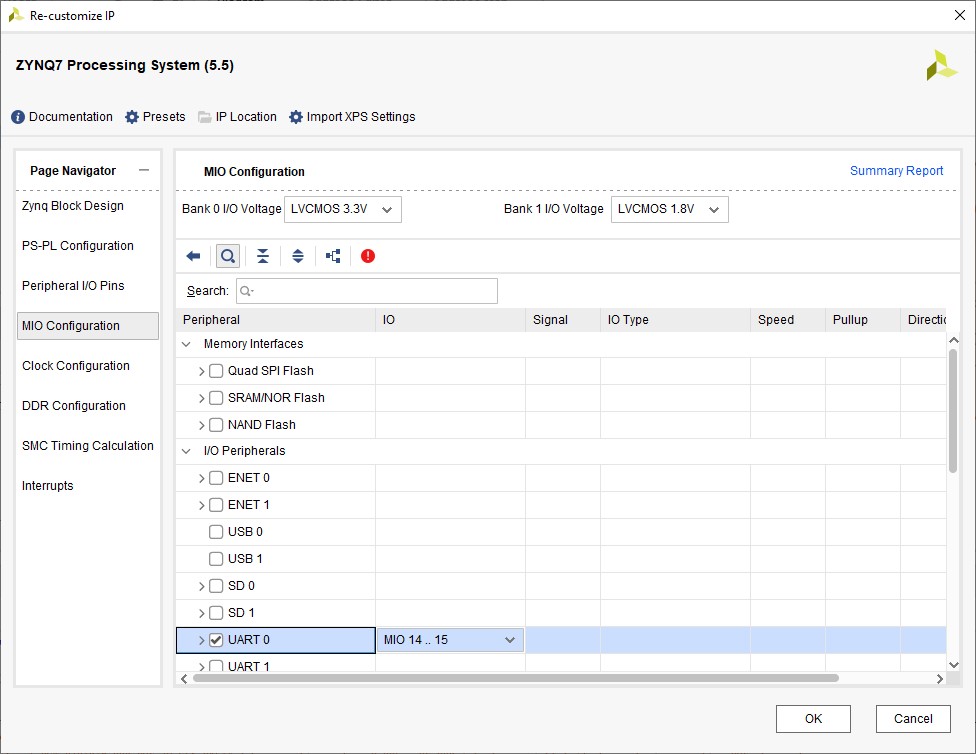 Re-customize IP
ZYNQ7 Processing System (5.5)
Documentation Presets IP Location Import XPS Settings
Page Navigator
Zynq Block Design
PS-PL Configuration
Peripheral I/O Pins
MIO Configuration
Clock Configuration
DDR Configuration
SMC Timing Calculation
Interrupts
MIO Configuration Summary Report
Bank 0 I/O Voltage LVCMOS 3.3V Bank 1 I/O Voltage LVCMOS 1.8V
Search:
Peripheral IO Signal IO Type Speed Pullup Directio
Memory Interfaces
Quad SPI Flash
SRAM/NOR Flash
NAND Flash
I/O Peripherals
ENET 0
ENET 1
USB 0
USB 1
SD 0
SD 1
UART 0 MIO 14 .. 15
UART 1
OK Cancel